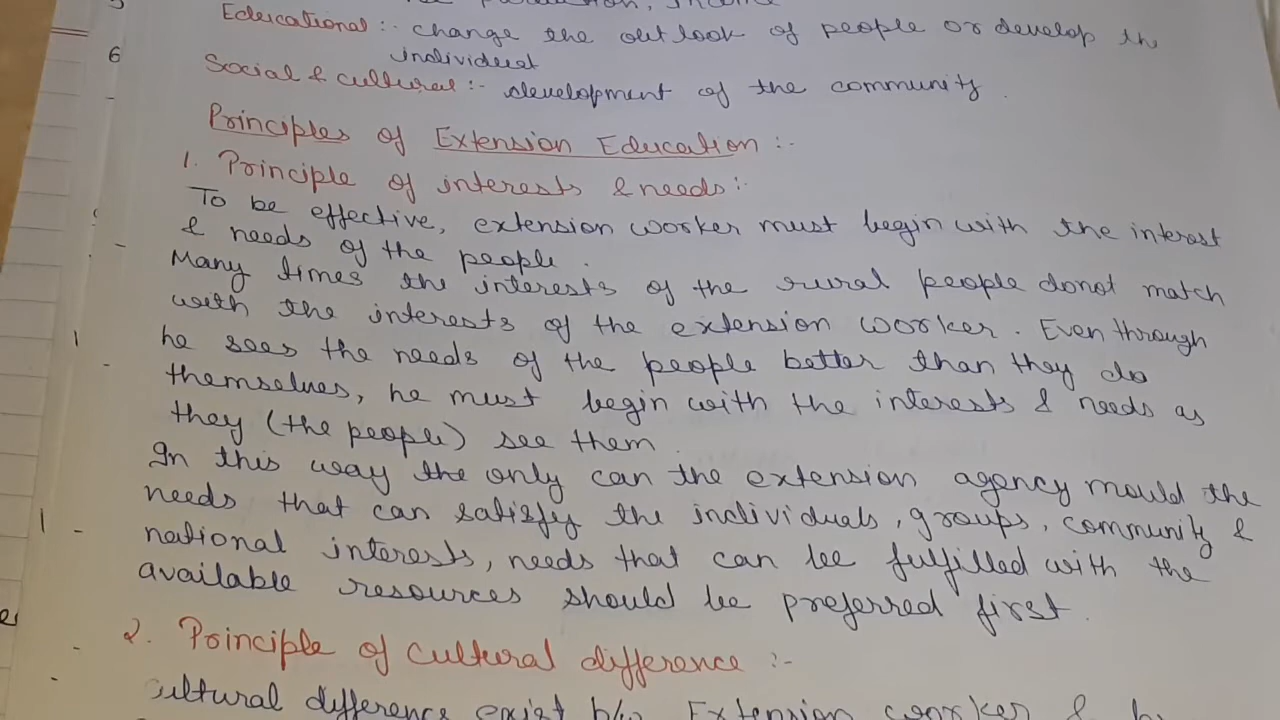 Educational :- change the outlook of people or develop the
individual
6
Social & cultural :- development of the community.
Principles of Extension Education :-
1. Principle of interests & needs :-
To be effective, extension worker must begin with the interest
& needs of the people.
Many times the interests of the rural people donot match
with the interests of the extension worker. Even through
he sees the needs of the people better than they do
themselves, he must begin with the interests & needs as
they (the people) see them.
In this way the only can the extension agency mould the
needs that can satisfy the individuals, groups, community &
national interests, needs that can be fulfilled with the
available resources should be preferred first.
2. Principle of cultural difference :-
cultural difference exist b/w Extension worker &